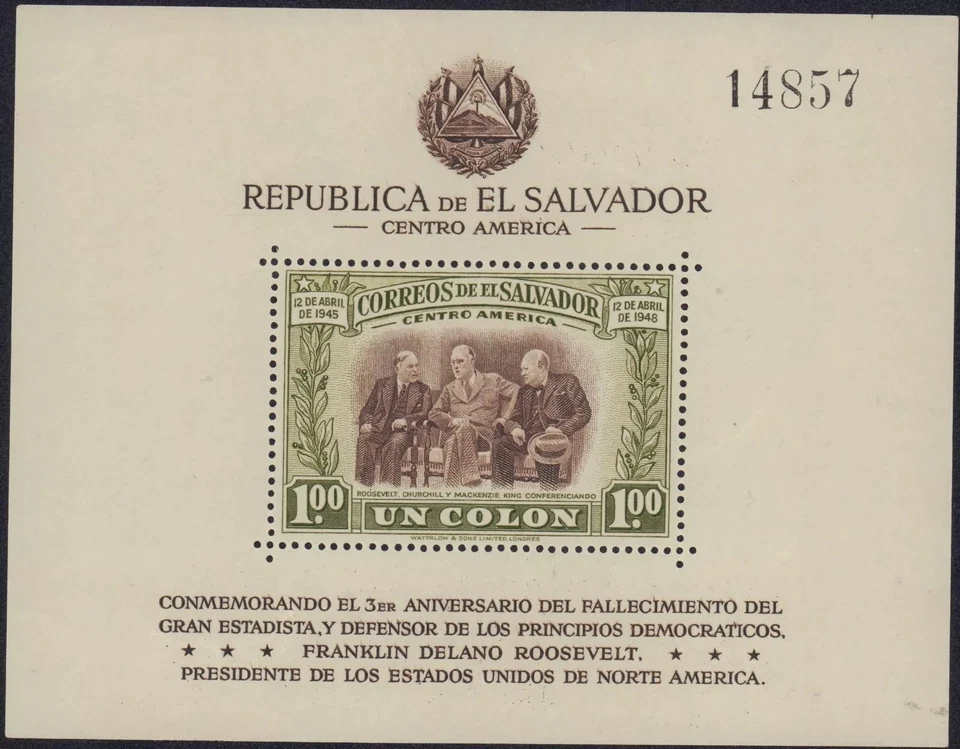 14857
REPUBLICA DE EL SALVADOR
CENTRO AMERICA
12 DE ABRIL
DE 1945
CORREOS DE EL SALVADOR
CENTRO AMERICA
12 DE ABRIL
DE 1948
ROOSEVELT, CHURCHILL Y MACKENZIE KING CONFERENCIANDO
1.00 UN COLON 1.00
WATERLOW & SONS LIMITED, LONDRES
CONMEMORANDO EL 3ER ANIVERSARIO DEL FALLECIMIENTO DEL
GRAN ESTADISTA, Y DEFENSOR DE LOS PRINCIPIOS DEMOCRATICOS,
★ ★ ★ FRANKLIN DELANO ROOSEVELT, ★ ★ ★
PRESIDENTE DE LOS ESTADOS UNIDOS DE NORTE AMERICA.